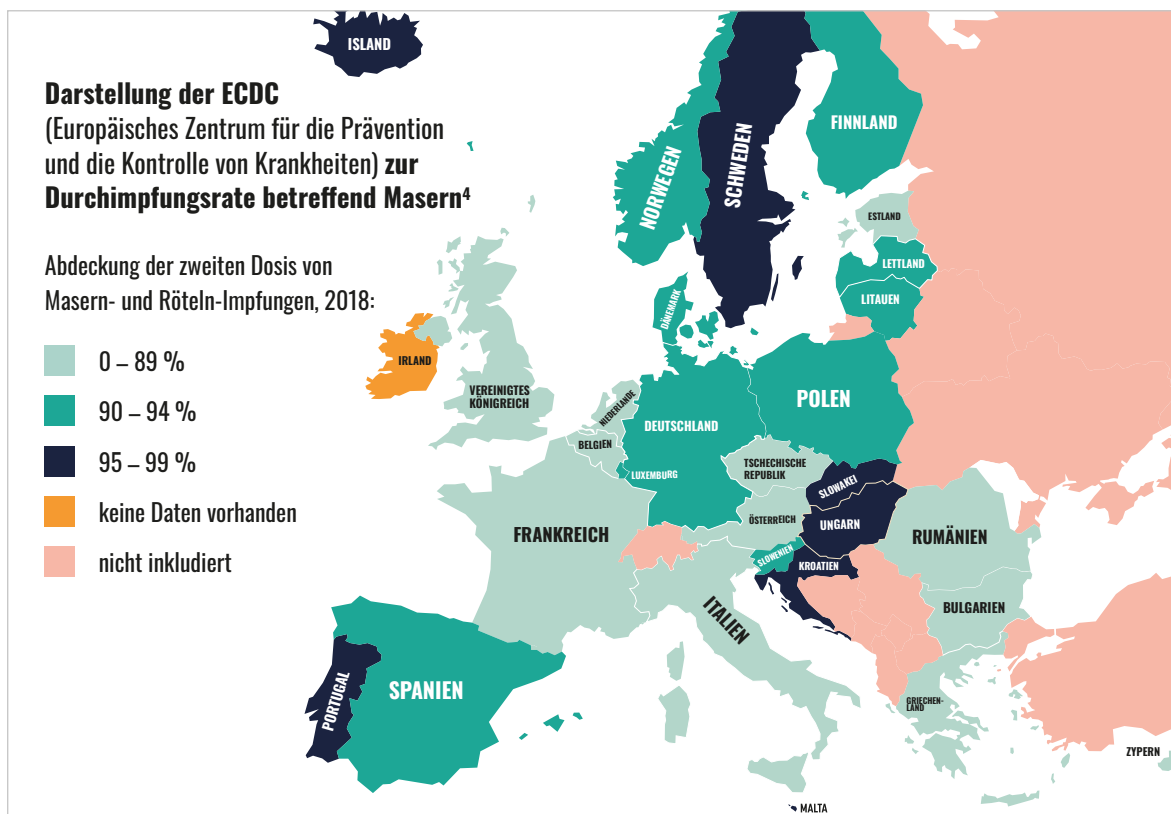 ISLAND
Darstellung der ECDC
(Europäisches Zentrum für die Prävention
und die Kontrolle von Krankheiten) zur
Durchimpfungsrate betreffend Masern⁴
Abdeckung der zweiten Dosis von
Masern- und Röteln-Impfungen, 2018:
0 – 89 %
90 – 94 %
95 – 99 %
keine Daten vorhanden
nicht inkludiert
FINNLAND
SCHWEDEN
NORWEGEN
ESTLAND
LETTLAND
LITAUEN
DÄNEMARK
IRLAND
VEREINIGTES
KÖNIGREICH
NIEDERLANDE
BELGIEN
LUXEMBURG
DEUTSCHLAND
POLEN
TSCHECHISCHE
REPUBLIK
SLOWAKEI
ÖSTERREICH
UNGARN
FRANKREICH
SLOWENIEN
KROATIEN
RUMÄNIEN
BULGARIEN
ITALIEN
PORTUGAL
SPANIEN
GRIECHEN-
LAND
ZYPERN
MALTA